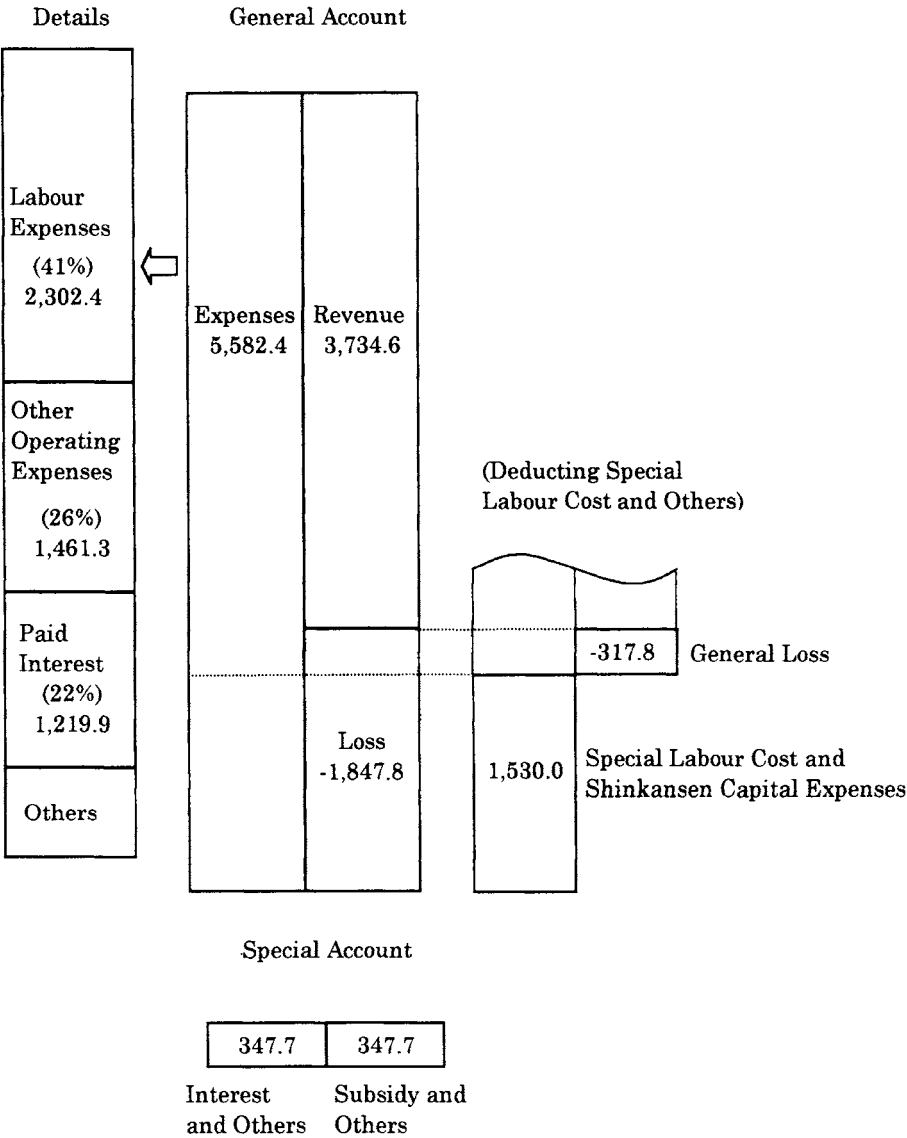 Details
General Account
Labour
Expenses
(41%)
2,302.4
Other
Operating
Expenses
(26%)
1,461.3
Paid
Interest
(22%)
1,219.9
Others
Expenses
5,582.4
Revenue
3,734.6
Loss
-1,847.8
(Deducting Special
Labour Cost and Others)
-317.8
General Loss
1,530.0
Special Labour Cost and
Shinkansen Capital Expenses
Special Account
347.7
347.7
Interest
and Others
Subsidy and
Others